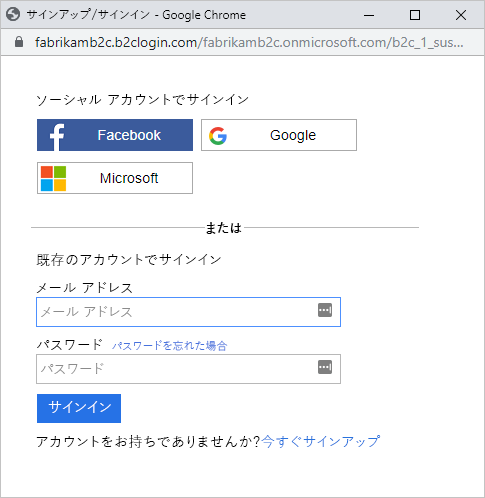 サインアップ/サインイン - Google Chrome
fabrikamb2c.b2clogin.com/fabrikamb2c.onmicrosoft.com/b2c_1_sus...
ソーシャル アカウントでサインイン
Facebook Google
Microsoft
または
既存のアカウントでサインイン
メール アドレス
メール アドレス
パスワード パスワードを忘れた場合
パスワード
サインイン
アカウントをお持ちでありませんか?今すぐサインアップ